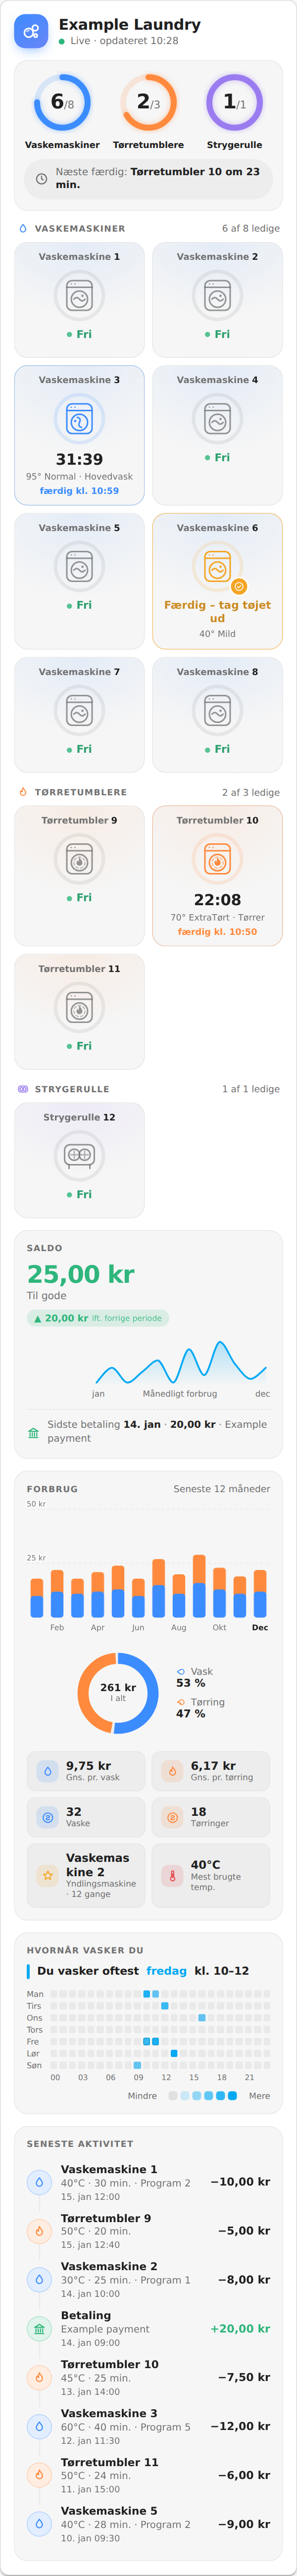 Example Laundry
Live · opdateret 10:28
6/8
2/3
1/1
Vaskemaskiner
Tørretumblere
Strygerulle
Næste færdig: Tørretumbler 10 om 23
min.
VASKEMASKINER
6 af 8 ledige
Vaskemaskine 1
Vaskemaskine 2
Fri
Fri
Vaskemaskine 3
Vaskemaskine 4
31:39
95° Normal · Hovedvask
færdig kl. 10:59
Fri
Vaskemaskine 5
Vaskemaskine 6
Fri
Færdig – tag tøjet
ud
40° Mild
Vaskemaskine 7
Vaskemaskine 8
Fri
Fri
TØRRETUMBLERE
2 af 3 ledige
Tørretumbler 9
Tørretumbler 10
Fri
22:08
70° ExtraTørt · Tørrer
færdig kl. 10:50
Tørretumbler 11
Fri
STRYGERULLE
1 af 1 ledige
Strygerulle 12
Fri
SALDO
25,00 kr
Til gode
▲ 20,00 kr ift. forrige periode
jan
Månedligt forbrug
dec
Sidste betaling 14. jan · 20,00 kr · Example
payment
FORBRUG
Seneste 12 måneder
50 kr
25 kr
Feb
Apr
Jun
Aug
Okt
Dec
261 kr
I alt
Vask
53 %
Tørring
47 %
9,75 kr
Gns. pr. vask
6,17 kr
Gns. pr. tørring
32
Vaske
18
Tørringer
Vaskemas
kine 2
Yndlingsmaskine
· 12 gange
40°C
Mest brugte
temp.
HVORNÅR VASKER DU
Du vasker oftest fredag kl. 10–12
Man
Tirs
Ons
Tors
Fre
Lør
Søn
00
03
06
09
12
15
18
21
Mindre
Mere
SENESTE AKTIVITET
Vaskemaskine 1
40°C · 30 min. · Program 2
15. jan 12:00
−10,00 kr
Tørretumbler 9
50°C · 20 min.
15. jan 12:40
−5,00 kr
Vaskemaskine 2
30°C · 25 min. · Program 1
14. jan 10:00
−8,00 kr
Betaling
Example payment
14. jan 09:00
+20,00 kr
Tørretumbler 10
45°C · 25 min.
13. jan 14:00
−7,50 kr
Vaskemaskine 3
60°C · 40 min. · Program 5
12. jan 11:30
−12,00 kr
Tørretumbler 11
50°C · 24 min.
11. jan 15:00
−6,00 kr
Vaskemaskine 5
40°C · 28 min. · Program 2
10. jan 09:30
−9,00 kr